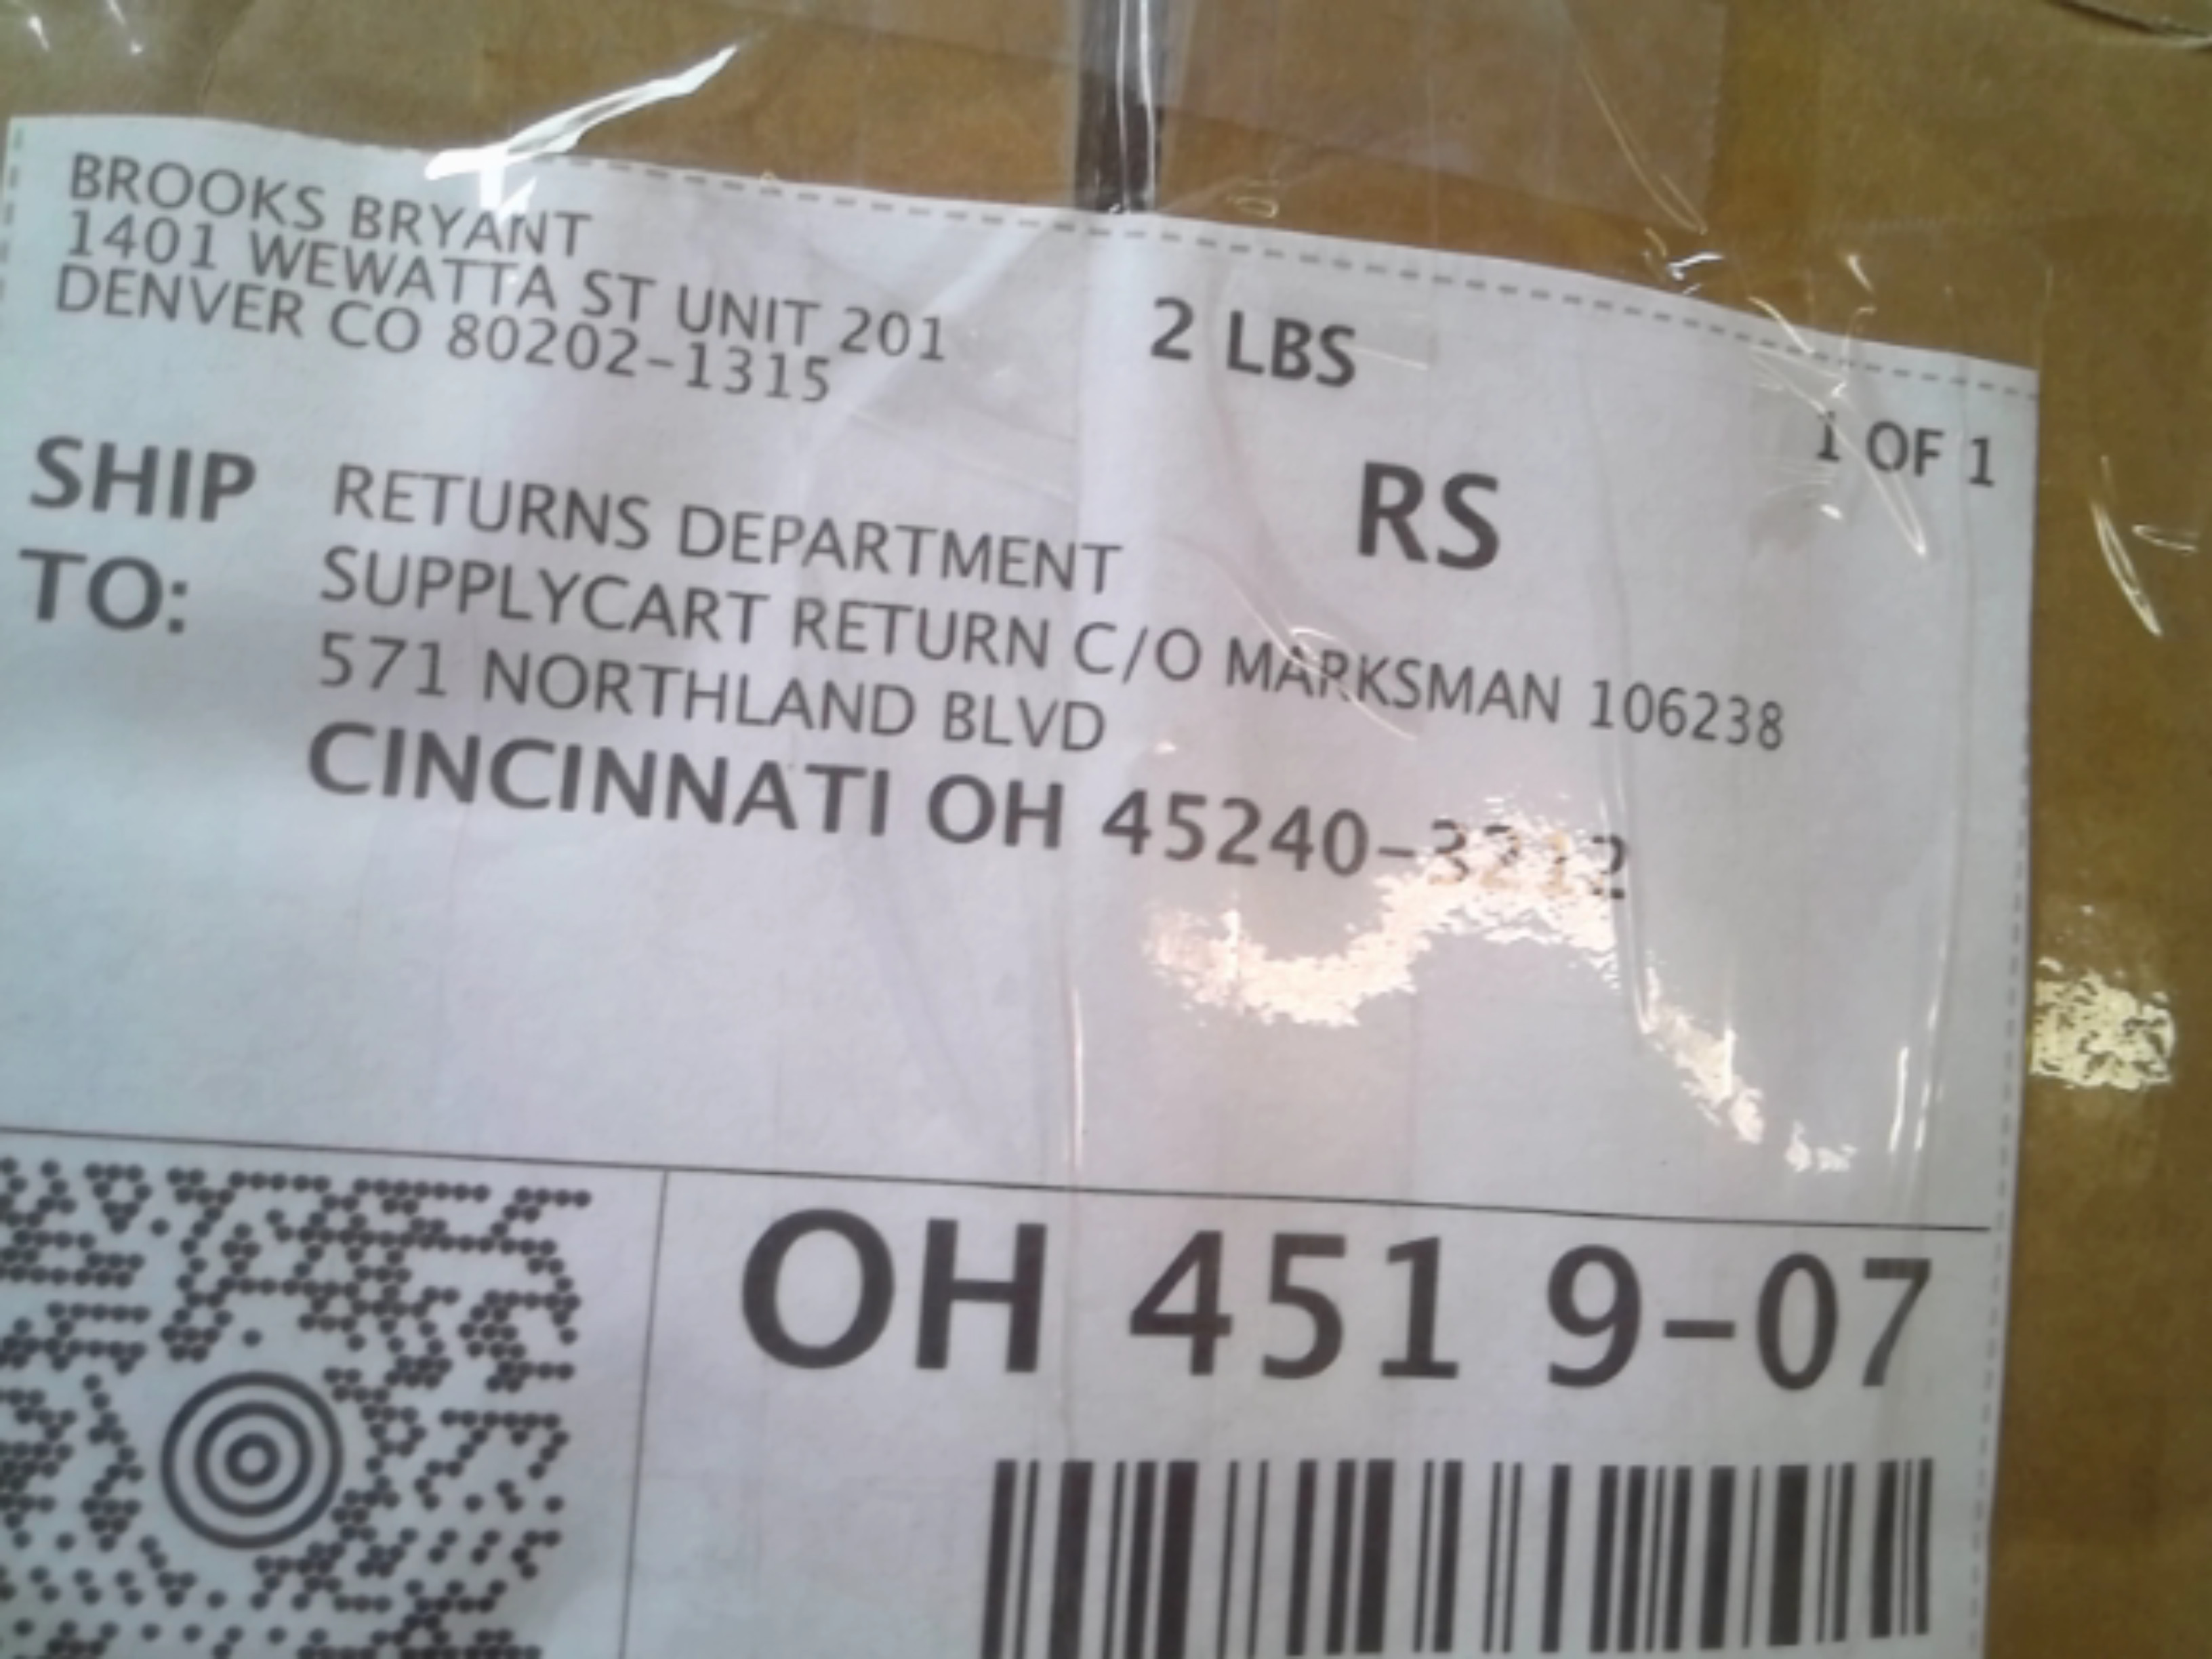 BROOKS BRYANT
1401 WEWATTA ST UNIT 201
DENVER CO 80202-1315
2 LBS
1 OF 1
RS
SHIP TO:
RETURNS DEPARTMENT
SUPPLYCART RETURN C/O MARKSMAN 106238
571 NORTHLAND BLVD
CINCINNATI OH 45240-3212
OH 451 9-07